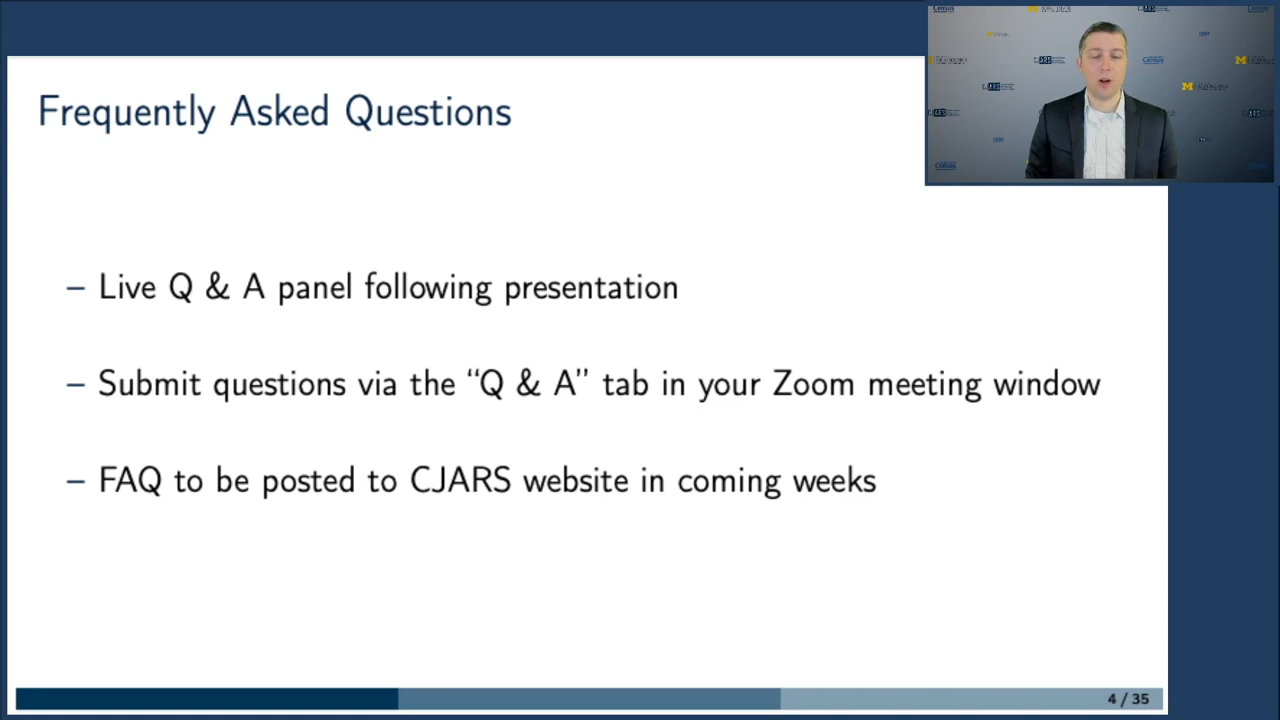 Frequently Asked Questions
– Live Q & A panel following presentation
– Submit questions via the “Q & A” tab in your Zoom meeting window
– FAQ to be posted to CJARS website in coming weeks
4 / 35
Census
M